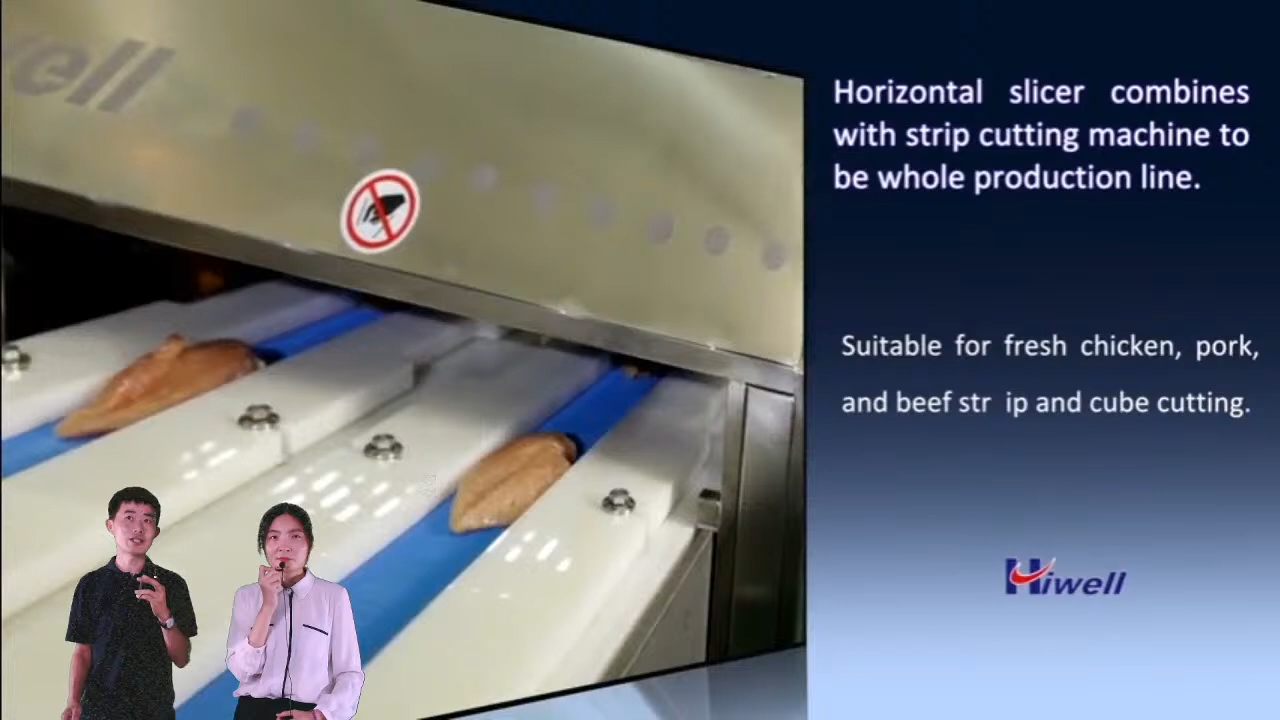 well
Horizontal slicer combines
with strip cutting machine to
be whole production line.
Suitable for fresh chicken, pork,
and beef str ip and cube cutting.
Hiwell